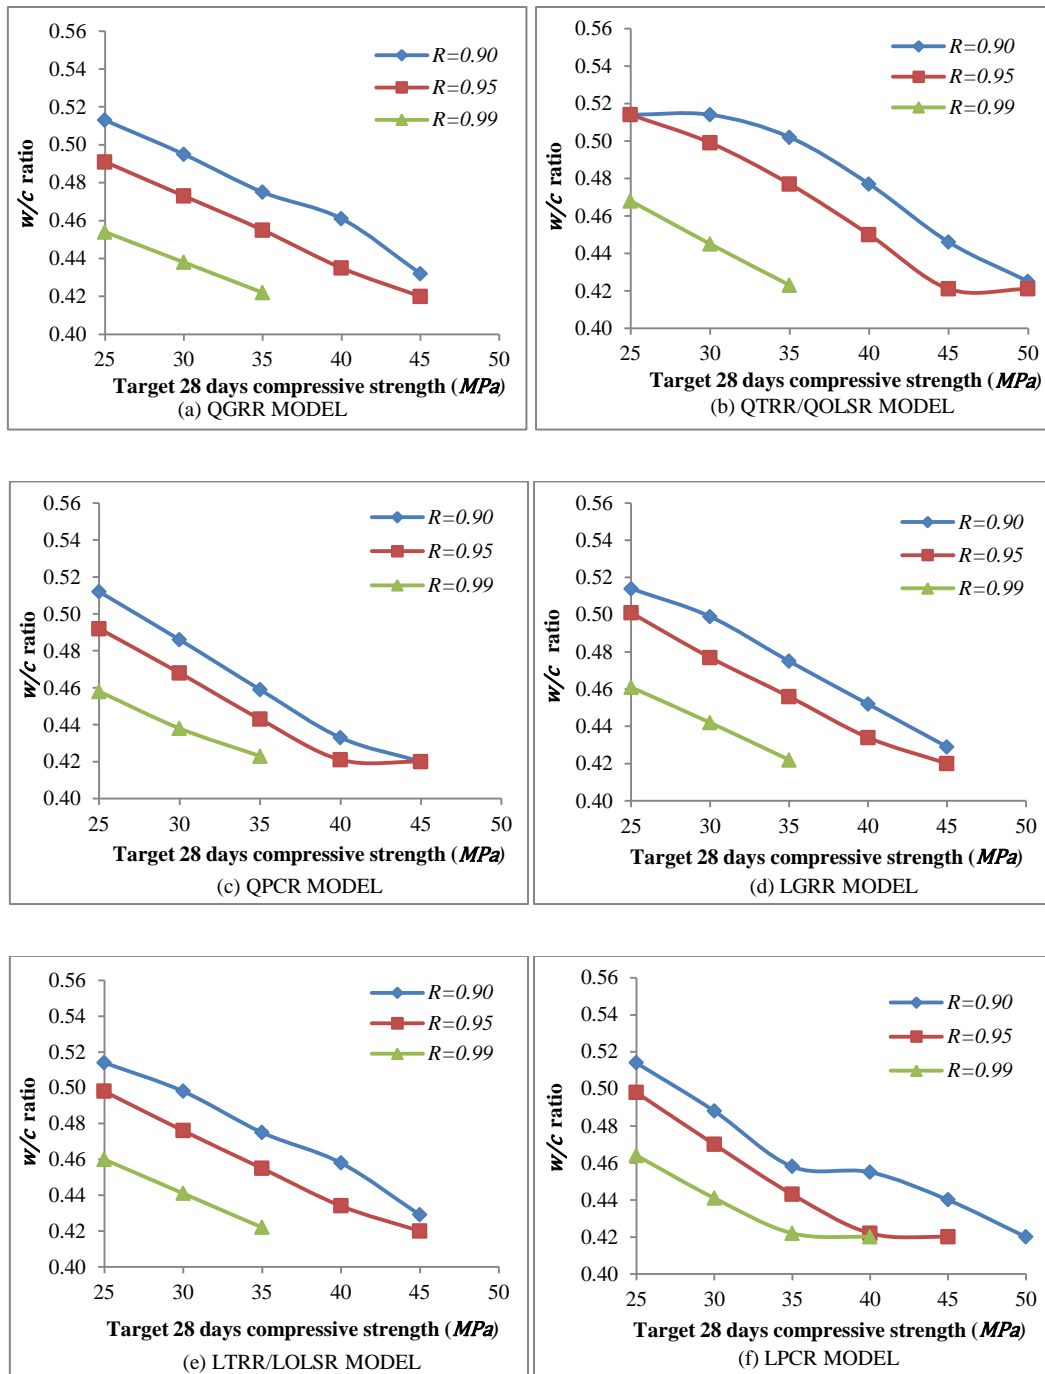 0.56
0.54
0.52
0.50
0.48
0.46
0.44
0.42
0.40
w/c ratio
R=0.90
R=0.95
R=0.99
25 30 35 40 45 50
Target 28 days compressive strength (MPa)
(a) QGRR MODEL
0.56
0.54
0.52
0.50
0.48
0.46
0.44
0.42
0.40
w/c ratio
R=0.90
R=0.95
R=0.99
25 30 35 40 45 50
Target 28 days compressive strength (MPa)
(b) QTRR/QOLSR MODEL
0.56
0.54
0.52
0.50
0.48
0.46
0.44
0.42
0.40
w/c ratio
R=0.90
R=0.95
R=0.99
25 30 35 40 45 50
Target 28 days compressive strength (MPa)
(c) QPCR MODEL
0.56
0.54
0.52
0.50
0.48
0.46
0.44
0.42
0.40
w/c ratio
R=0.90
R=0.95
R=0.99
25 30 35 40 45 50
Target 28 days compressive strength (MPa)
(d) LGRR MODEL
0.56
0.54
0.52
0.50
0.48
0.46
0.44
0.42
0.40
w/c ratio
R=0.90
R=0.95
R=0.99
25 30 35 40 45 50
Target 28 days compressive strength (MPa)
(e) LTRR/LOLSR MODEL
0.56
0.54
0.52
0.50
0.48
0.46
0.44
0.42
0.40
w/c ratio
R=0.90
R=0.95
R=0.99
25 30 35 40 45 50
Target 28 days compressive strength (MPa)
(f) LPCR MODEL